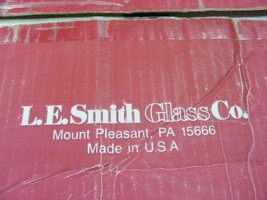 L.E.Smith Glass Co.
Mount Pleasant, PA 15666
Made in U.S.A